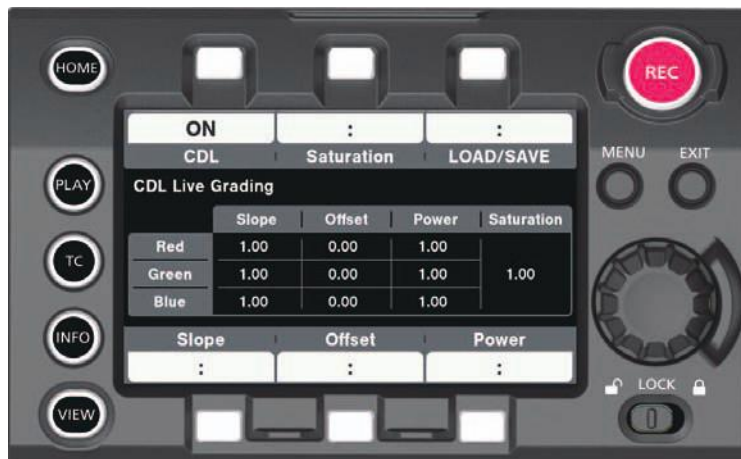 HOME
REC
ON : :
CDL Saturation LOAD/SAVE
MENU EXIT
PLAY
CDL Live Grading
Slope Offset Power Saturation
Red 1.00 0.00 1.00
TC
Green 1.00 0.00 1.00 1.00
Blue 1.00 0.00 1.00
INFO
Slope Offset Power
: : :
LOCK
VIEW